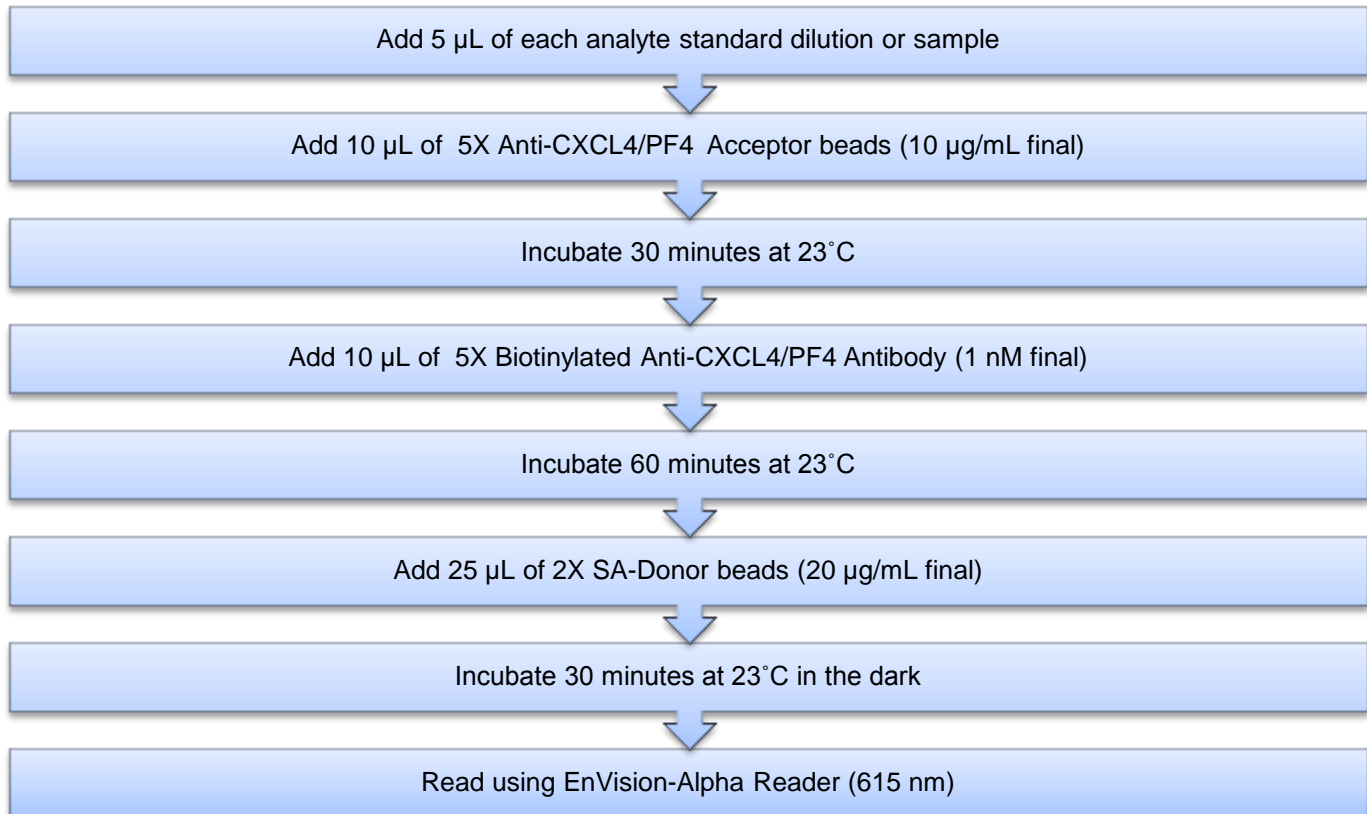 Add 5 µL of each analyte standard dilution or sample
Add 10 µL of  5X Anti-CXCL4/PF4  Acceptor beads (10 µg/mL final)
Incubate 30 minutes at 23˚C
Add 10 µL of  5X Biotinylated Anti-CXCL4/PF4 Antibody (1 nM final)
Incubate 60 minutes at 23˚C
Add 25 µL of 2X SA-Donor beads (20 µg/mL final)
Incubate 30 minutes at 23˚C in the dark
Read using EnVision-Alpha Reader (615 nm)